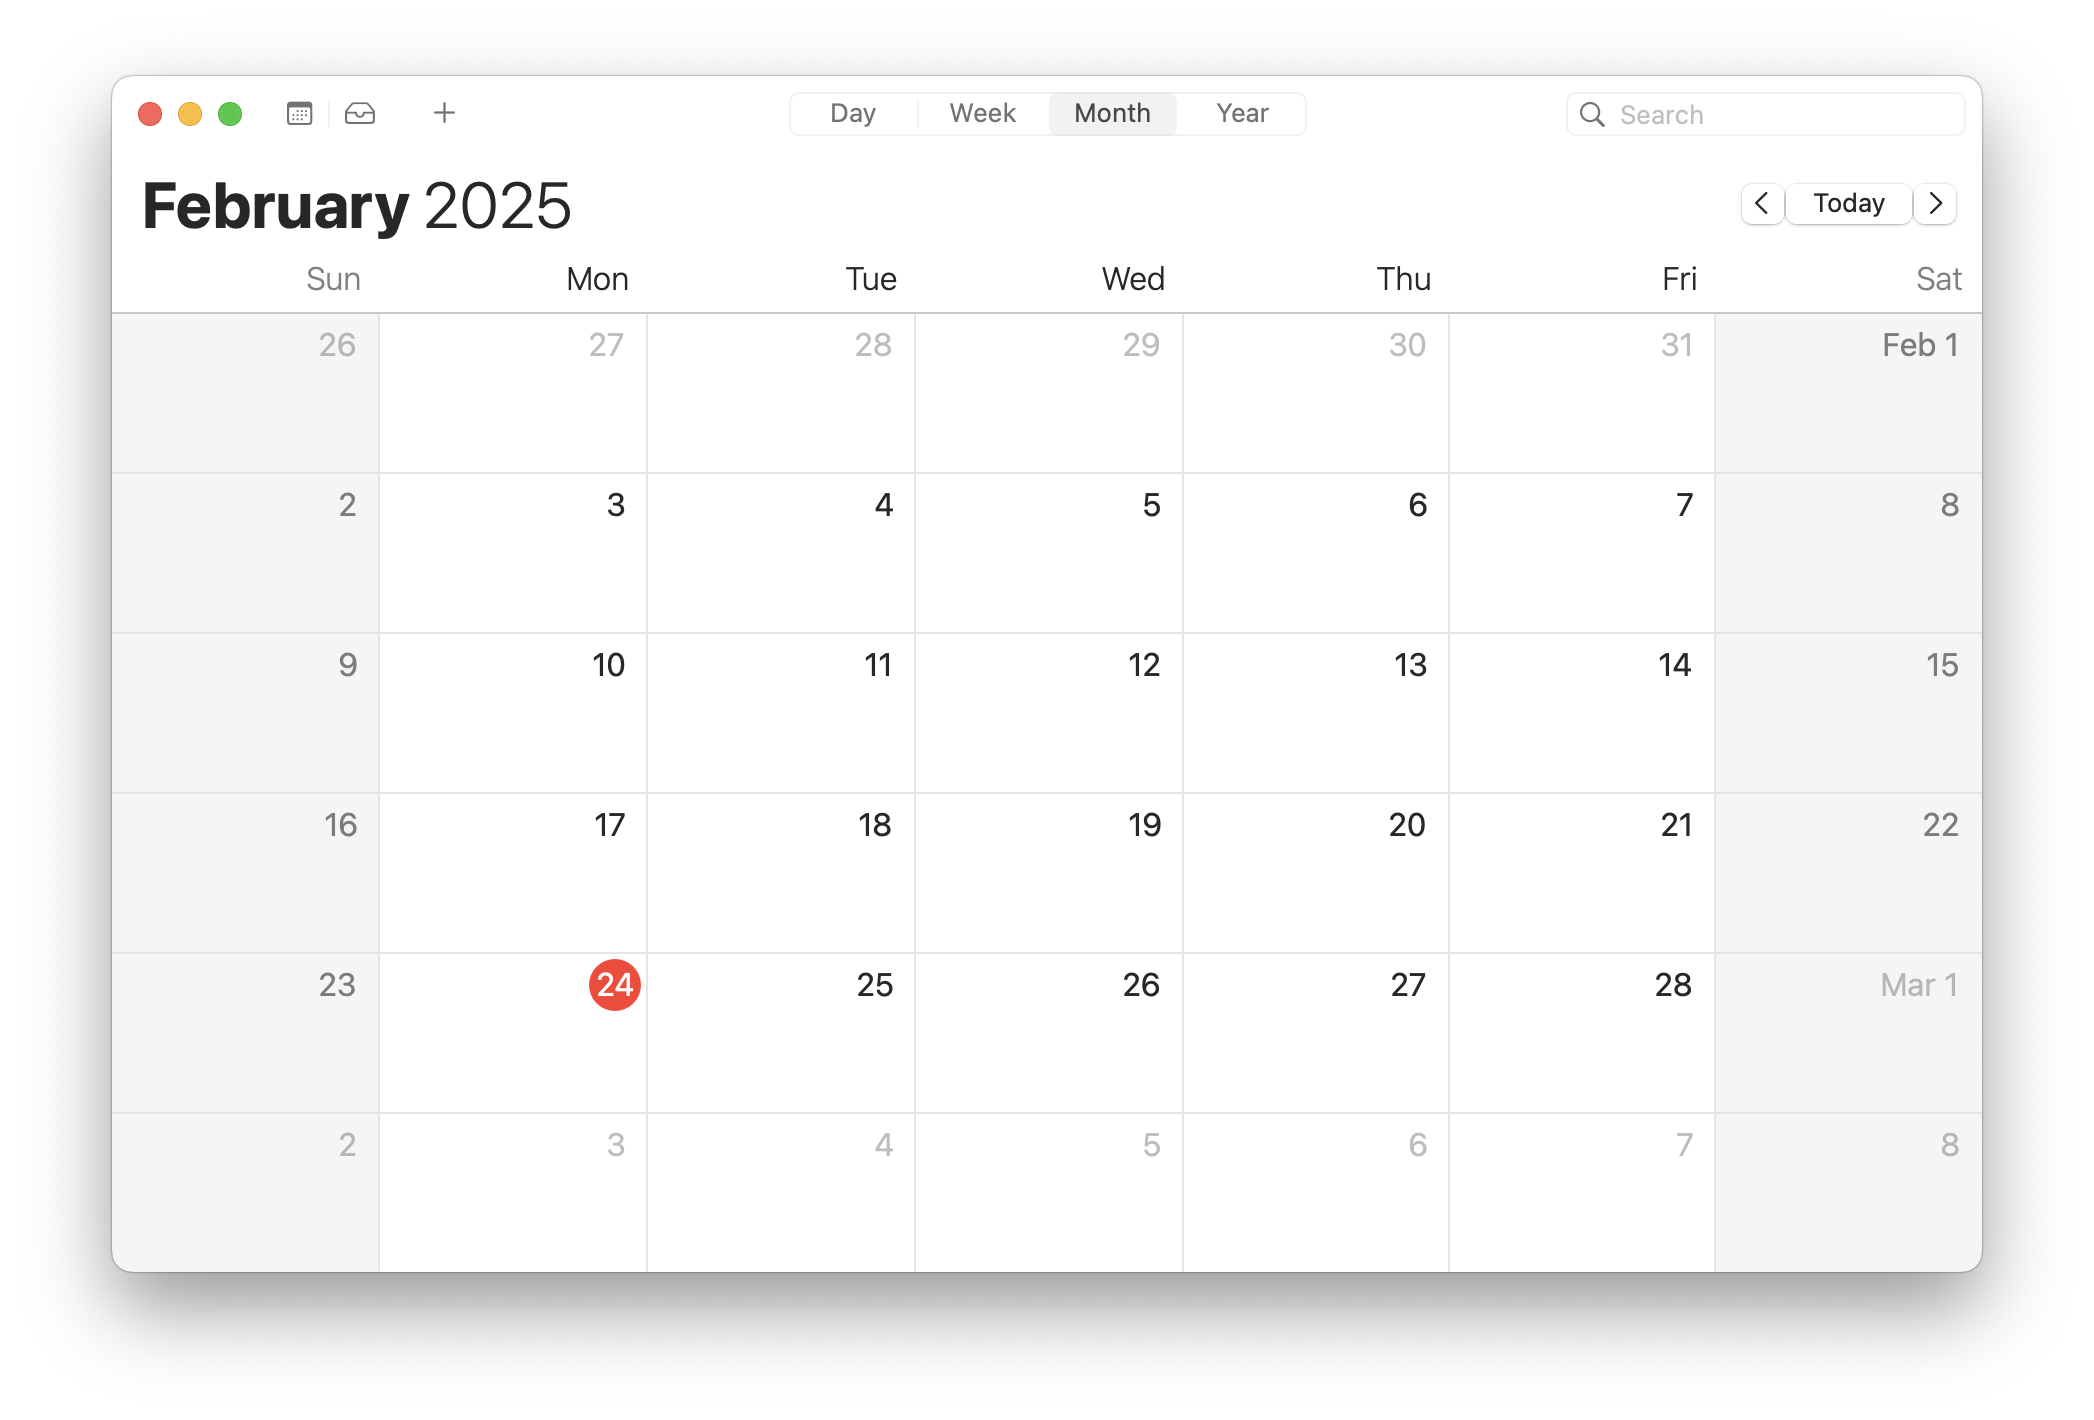 Day Week Month Year Search
February 2025 Today
Sun Mon Tue Wed Thu Fri Sat
26 27 28 29 30 31 Feb 1
2 3 4 5 6 7 8
9 10 11 12 13 14 15
16 17 18 19 20 21 22
23 24 25 26 27 28 Mar 1
2 3 4 5 6 7 8